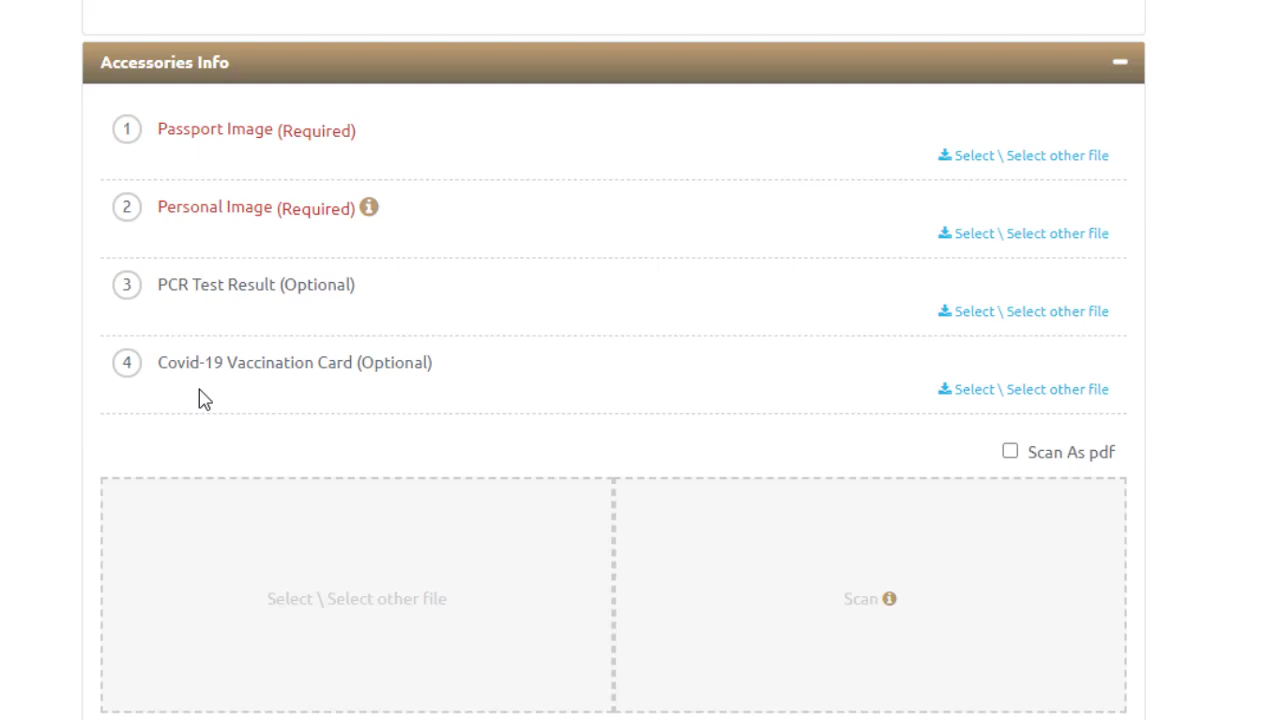 Accessories Info
1 Passport Image (Required)
Select \ Select other file
2 Personal Image (Required)
Select \ Select other file
3 PCR Test Result (Optional)
Select \ Select other file
4 Covid-19 Vaccination Card (Optional)
Select \ Select other file
Scan As pdf
Select \ Select other file
Scan